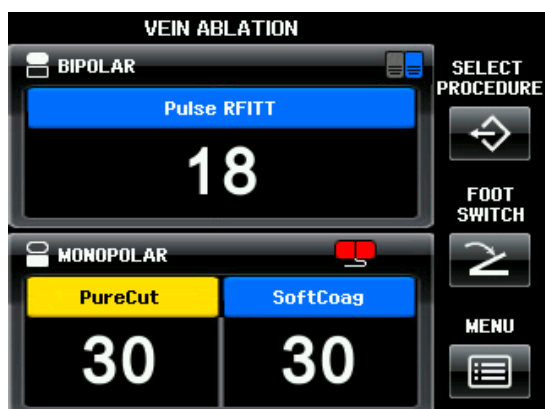 VEIN ABLATION
BIPOLAR
Pulse RFITT
18
MONOPOLAR
PureCut
SoftCoag
30
30
SELECT
PROCEDURE
FOOT
SWITCH
MENU